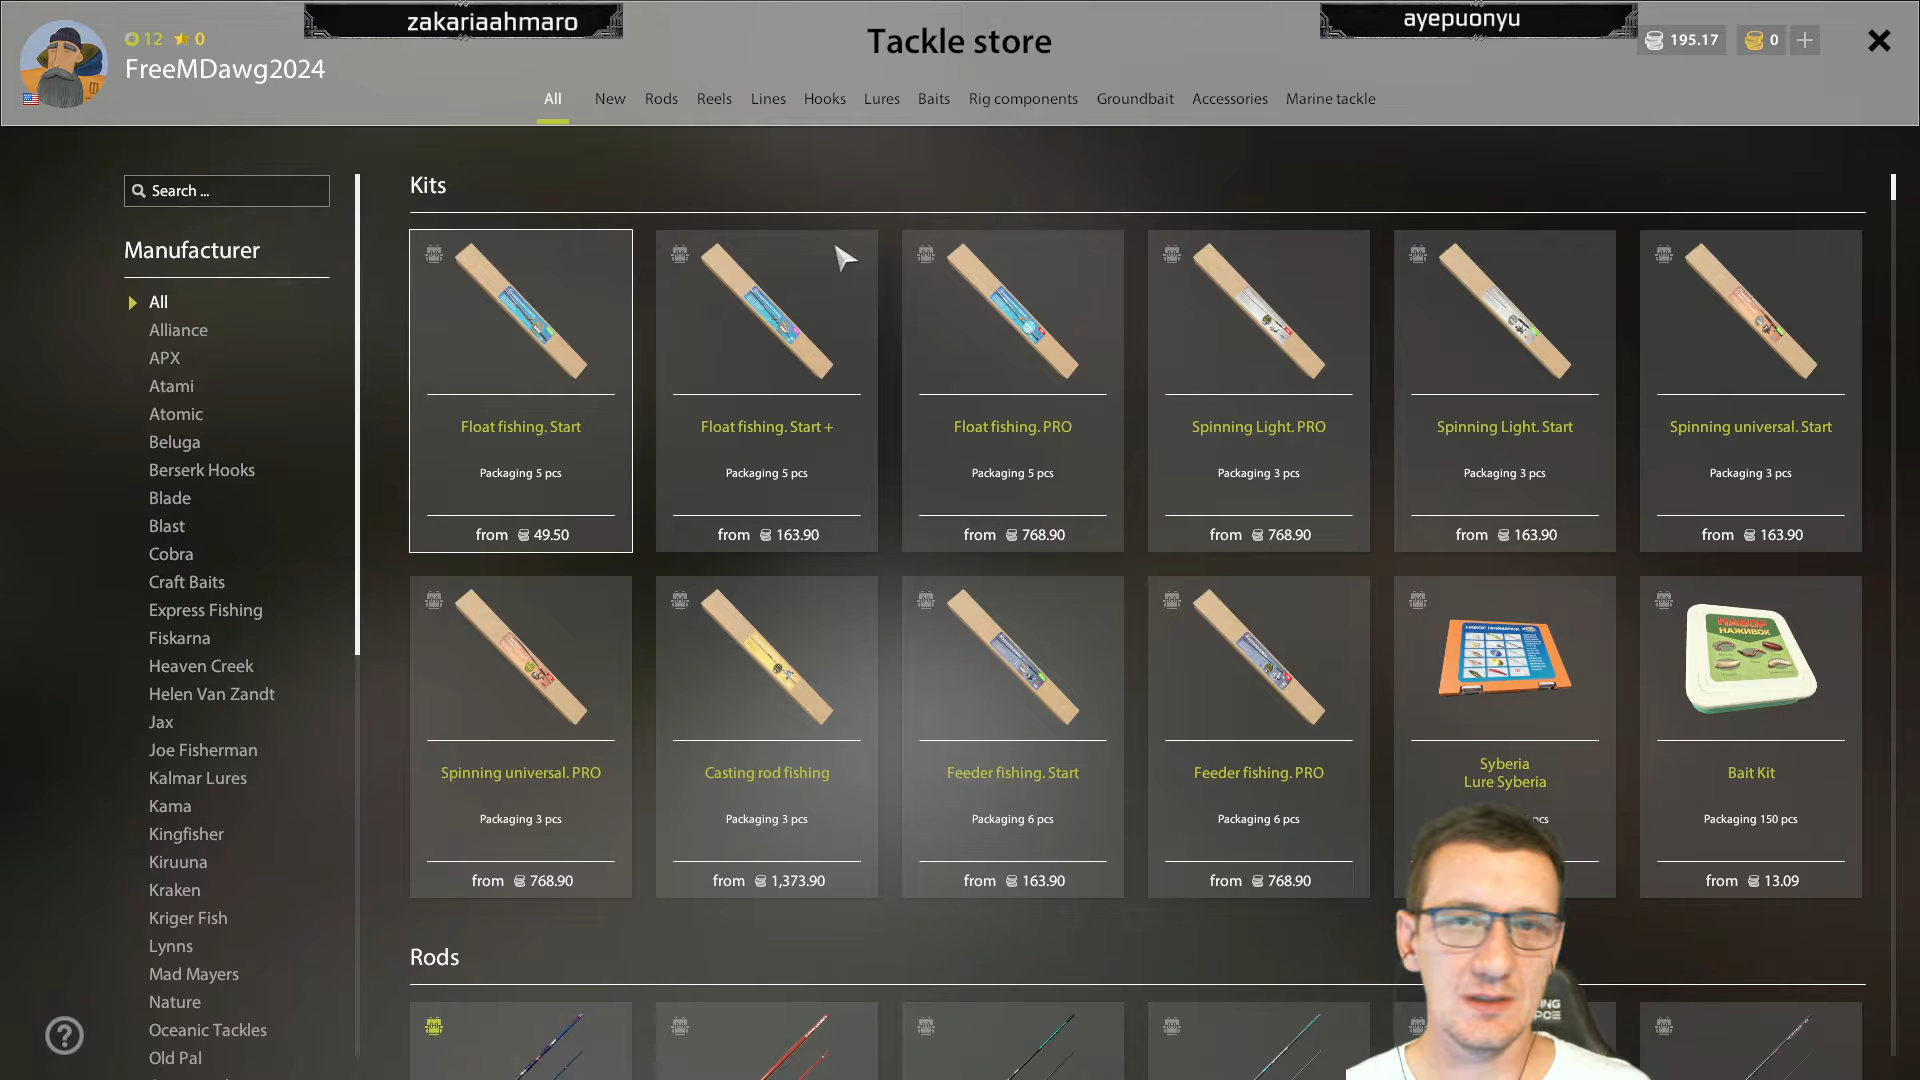 zakariaahmaro
ayepuonyu
12 0
FreeMDawg2024
Tackle store
195.17 0
All New Rods Reels Lines Hooks Lures Baits Rig components Groundbait Accessories Marine tackle
Search ...
Manufacturer
All
Alliance
APX
Atami
Atomic
Beluga
Berserk Hooks
Blade
Blast
Cobra
Craft Baits
Express Fishing
Fiskarna
Heaven Creek
Helen Van Zandt
Jax
Joe Fisherman
Kalmar Lures
Kama
Kingfisher
Kiruuna
Kraken
Kriger Fish
Lynns
Mad Mayers
Nature
Oceanic Tackles
Old Pal
Kits
Float fishing. Start
Packaging 5 pcs
from 49.50
Float fishing. Start +
Packaging 5 pcs
from 163.90
Float fishing. PRO
Packaging 5 pcs
from 768.90
Spinning Light. PRO
Packaging 3 pcs
from 768.90
Spinning Light. Start
Packaging 3 pcs
from 163.90
Spinning universal. Start
Packaging 3 pcs
from 163.90
Spinning universal. PRO
Packaging 3 pcs
from 768.90
Casting rod fishing
Packaging 3 pcs
from 1,373.90
Feeder fishing. Start
Packaging 6 pcs
from 163.90
Feeder fishing. PRO
Packaging 6 pcs
from 768.90
НАБОР ПРИМАНОК
Syberia
Lure Syberia
pcs
НАБОР
НАЖИВОК
Bait Kit
Packaging 150 pcs
from 13.09
Rods